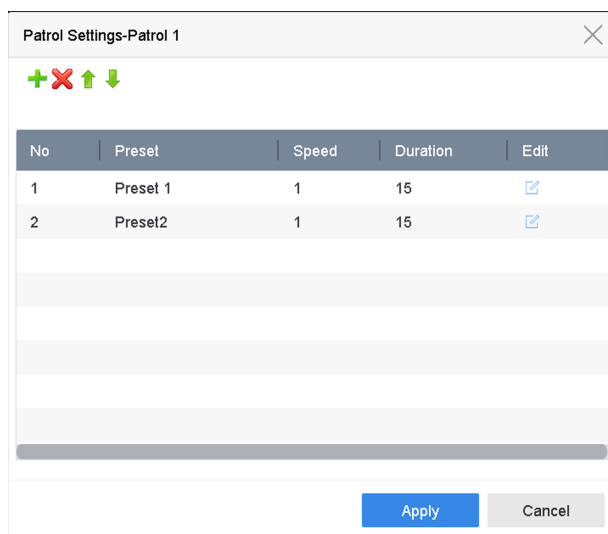 Patrol Settings-Patrol 1
No Preset Speed Duration Edit
1 Preset 1 1 15
2 Preset2 1 15
Apply Cancel